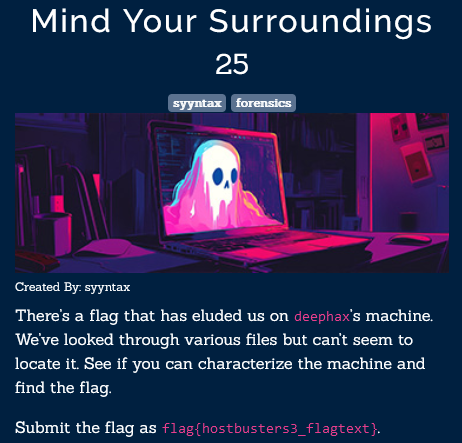 Mind Your Surroundings
25
syyntax forensics
Created By: syyntax
There's a flag that has eluded us on deephax's machine.
We've looked through various files but can't seem to
locate it. See if you can characterize the machine and
find the flag.
Submit the flag as flag{hostbusters3_flagtext}.